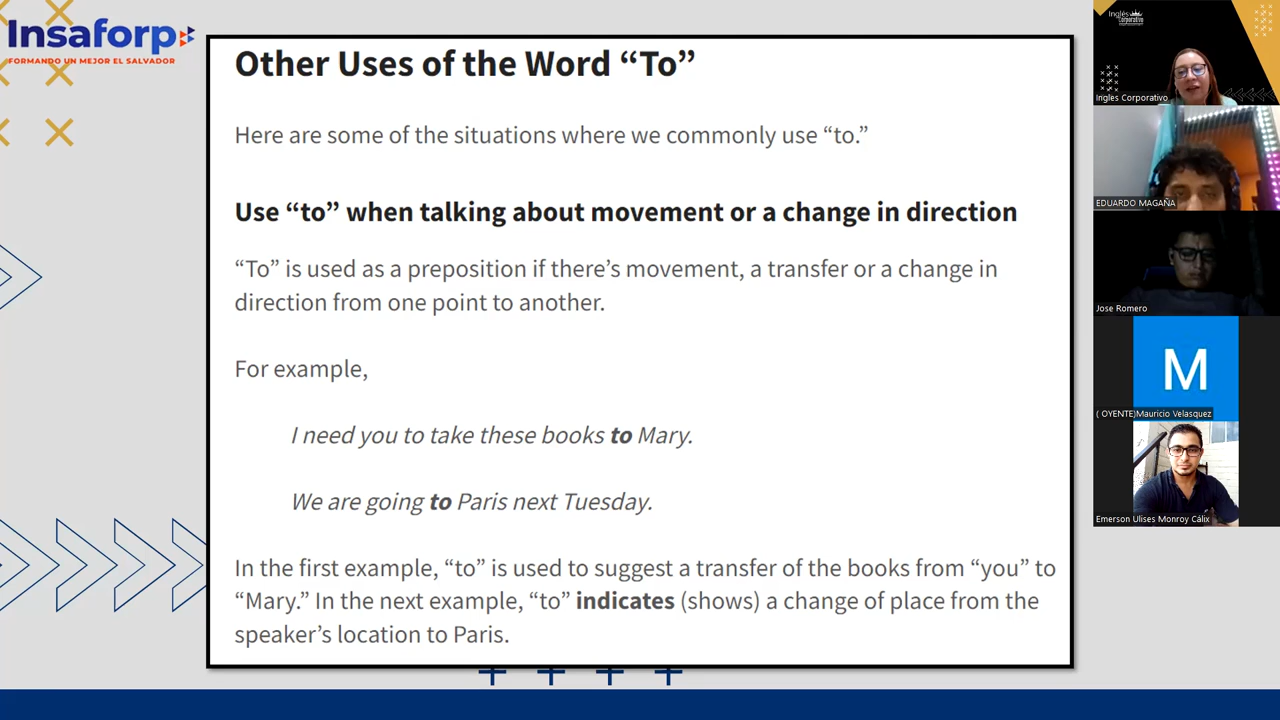 Insaforp
FORMANDO UN MEJOR EL SALVADOR
Other Uses of the Word “To”
Here are some of the situations where we commonly use “to.”
Use “to” when talking about movement or a change in direction
“To” is used as a preposition if there’s movement, a transfer or a change in
direction from one point to another.
For example,
I need you to take these books to Mary.
We are going to Paris next Tuesday.
In the first example, “to” is used to suggest a transfer of the books from “you” to
“Mary.” In the next example, “to” indicates (shows) a change of place from the
speaker’s location to Paris.
Inglés
Corporativo
Ingles Corporativo
EDUARDO MAGAÑA
Jose Romero
M
( OYENTE)Mauricio Velasquez
Emerson Ulises Monroy Cálix